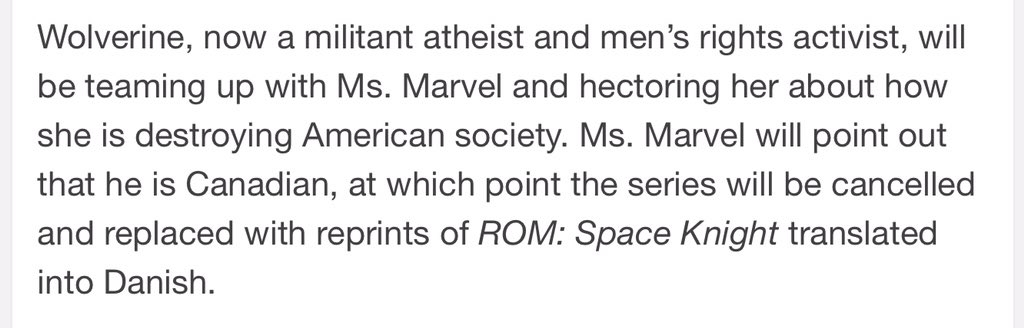 Wolverine, now a militant atheist and men’s rights activist, will
be teaming up with Ms. Marvel and hectoring her about how
she is destroying American society. Ms. Marvel will point out
that he is Canadian, at which point the series will be cancelled
and replaced with reprints of ROM: Space Knight translated
into Danish.